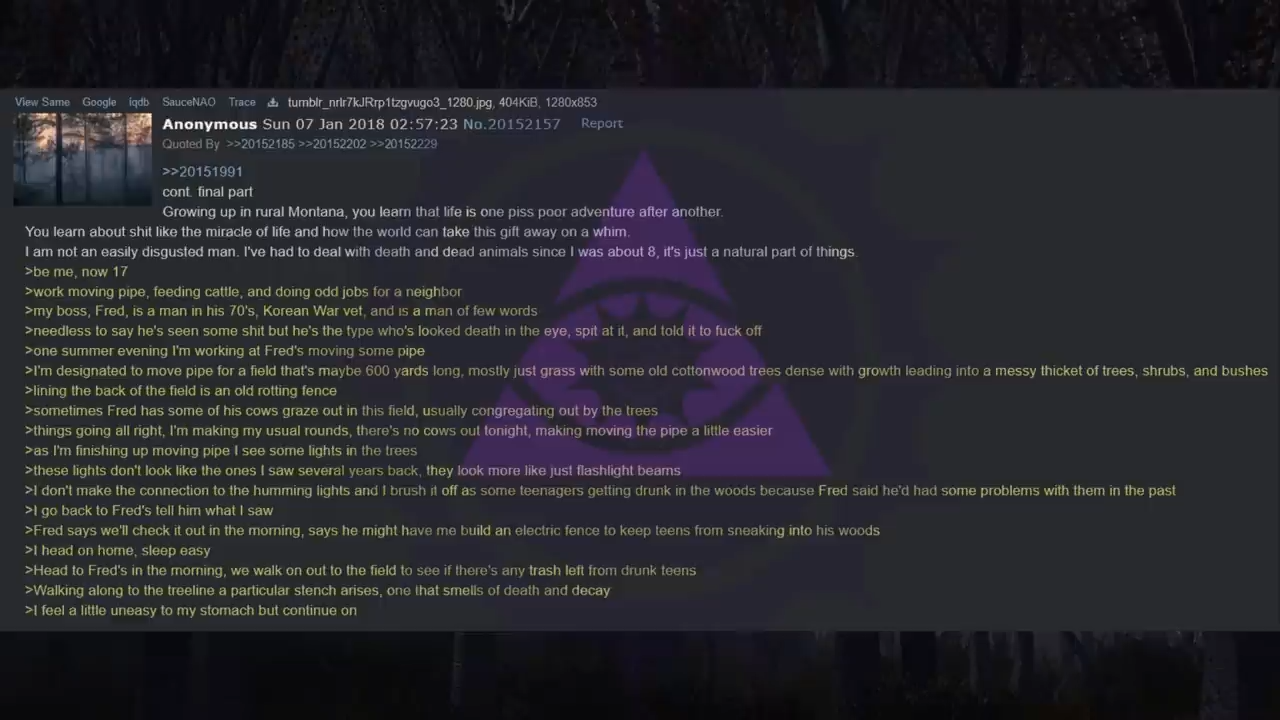 View Same Google iqdb SauceNAO Trace tumblr_nrlr7kJRrp1tzgvugo3_1280.jpg, 404KiB, 1280x853
Anonymous Sun 07 Jan 2018 02:57:23 No.20152157 Report
Quoted By >>20152185 >>20152202 >>20152229
>>20151991
cont. final part
Growing up in rural Montana, you learn that life is one piss poor adventure after another.
You learn about shit like the miracle of life and how the world can take this gift away on a whim.
I am not an easily disgusted man. I've had to deal with death and dead animals since I was about 8, it's just a natural part of things.
>be me, now 17
>work moving pipe, feeding cattle, and doing odd jobs for a neighbor
>my boss, Fred, is a man in his 70's, Korean War vet, and is a man of few words
>needless to say he's seen some shit but he's the type who's looked death in the eye, spit at it, and told it to fuck off
>one summer evening I'm working at Fred's moving some pipe
>I'm designated to move pipe for a field that's maybe 600 yards long, mostly just grass with some old cottonwood trees dense with growth leading into a messy thicket of trees, shrubs, and bushes
>lining the back of the field is an old rotting fence
>sometimes Fred has some of his cows graze out in this field, usually congregating out by the trees
>things going all right, I'm making my usual rounds, there's no cows out tonight, making moving the pipe a little easier
>as I'm finishing up moving pipe I see some lights in the trees
>these lights don't look like the ones I saw several years back, they look more like just flashlight beams
>I don't make the connection to the humming lights and I brush it off as some teenagers getting drunk in the woods because Fred said he'd had some problems with them in the past
>I go back to Fred's tell him what I saw
>Fred says we'll check it out in the morning, says he might have me build an electric fence to keep teens from sneaking into his woods
>I head on home, sleep easy
>Head to Fred's in the morning, we walk on out to the field to see if there's any trash left from drunk teens
>Walking along to the treeline a particular stench arises, one that smells of death and decay
>I feel a little uneasy to my stomach but continue on